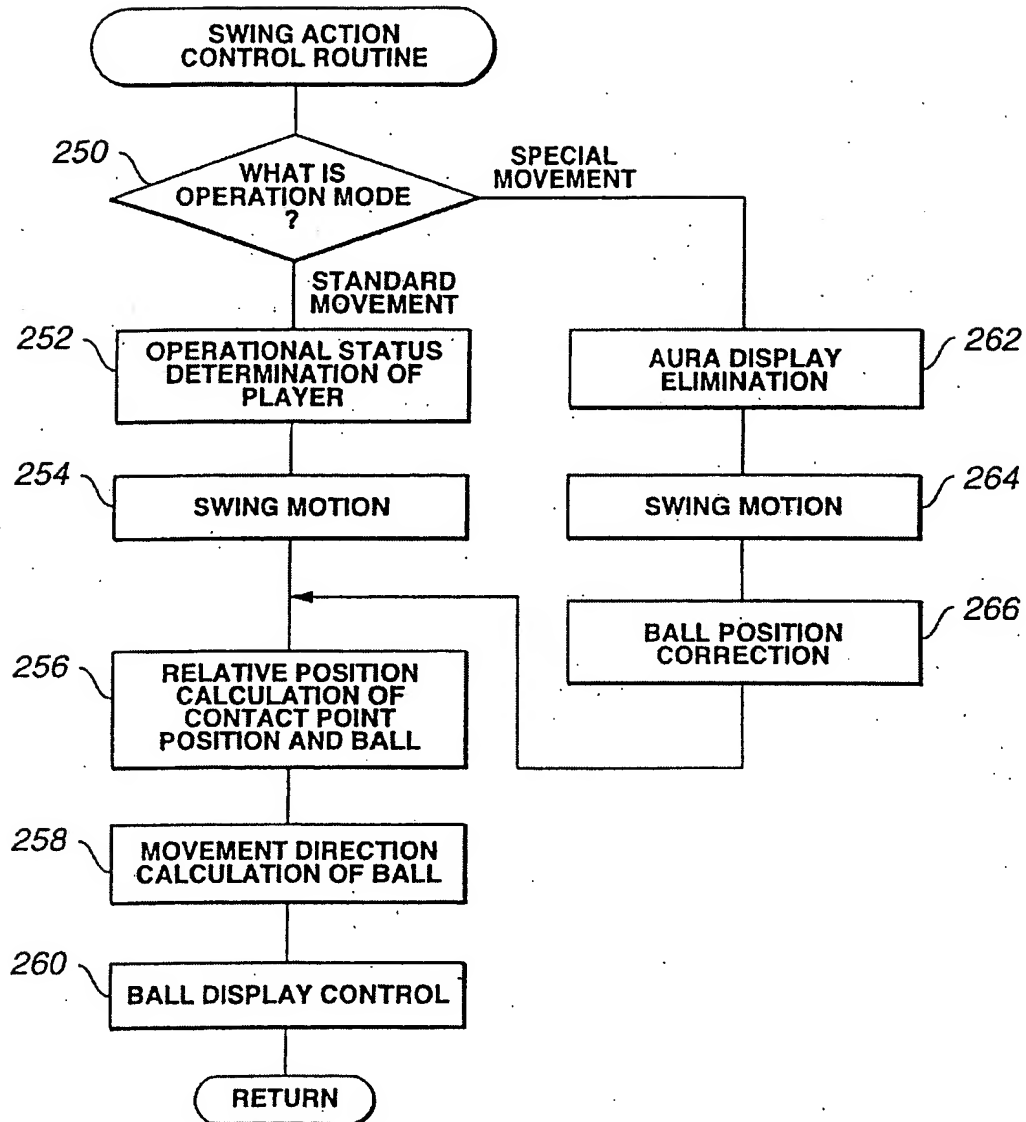 SWING ACTION
CONTROL ROUTINE
250
WHAT IS
OPERATION MODE
?
SPECIAL
MOVEMENT
STANDARD
MOVEMENT
252
OPERATIONAL STATUS
DETERMINATION OF
PLAYER
262
AURA DISPLAY
ELIMINATION
254
SWING MOTION
264
SWING MOTION
266
BALL POSITION
CORRECTION
256
RELATIVE POSITION
CALCULATION OF
CONTACT POINT
POSITION AND BALL
258
MOVEMENT DIRECTION
CALCULATION OF BALL
260
BALL DISPLAY CONTROL
RETURN